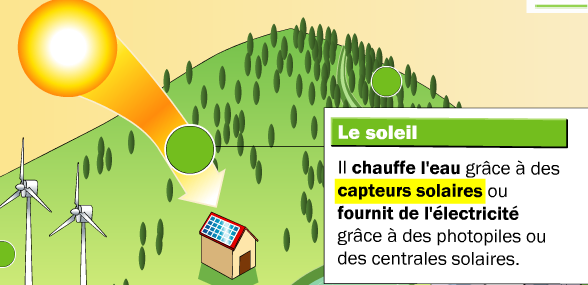 Le soleil
Il chauffe l'eau grâce à des
capteurs solaires ou
fournit de l'électricité
grâce à des photopiles ou
des centrales solaires.